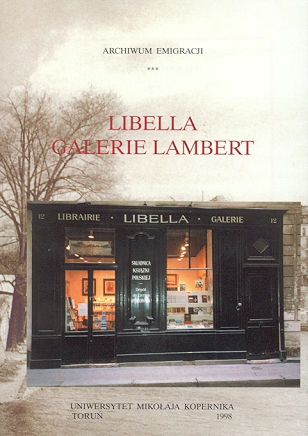 ARCHIWUM EMIGRACJI
***
LIBELLA
GALERIE LAMBERT
12 LIBRAIRIE · LIBELLA · GALERIE 12
SKŁADNICA
KSIĄŻKI
POLSKIEJ
UNIWERSYTET MIKOŁAJA KOPERNIKA
TORUŃ 1998